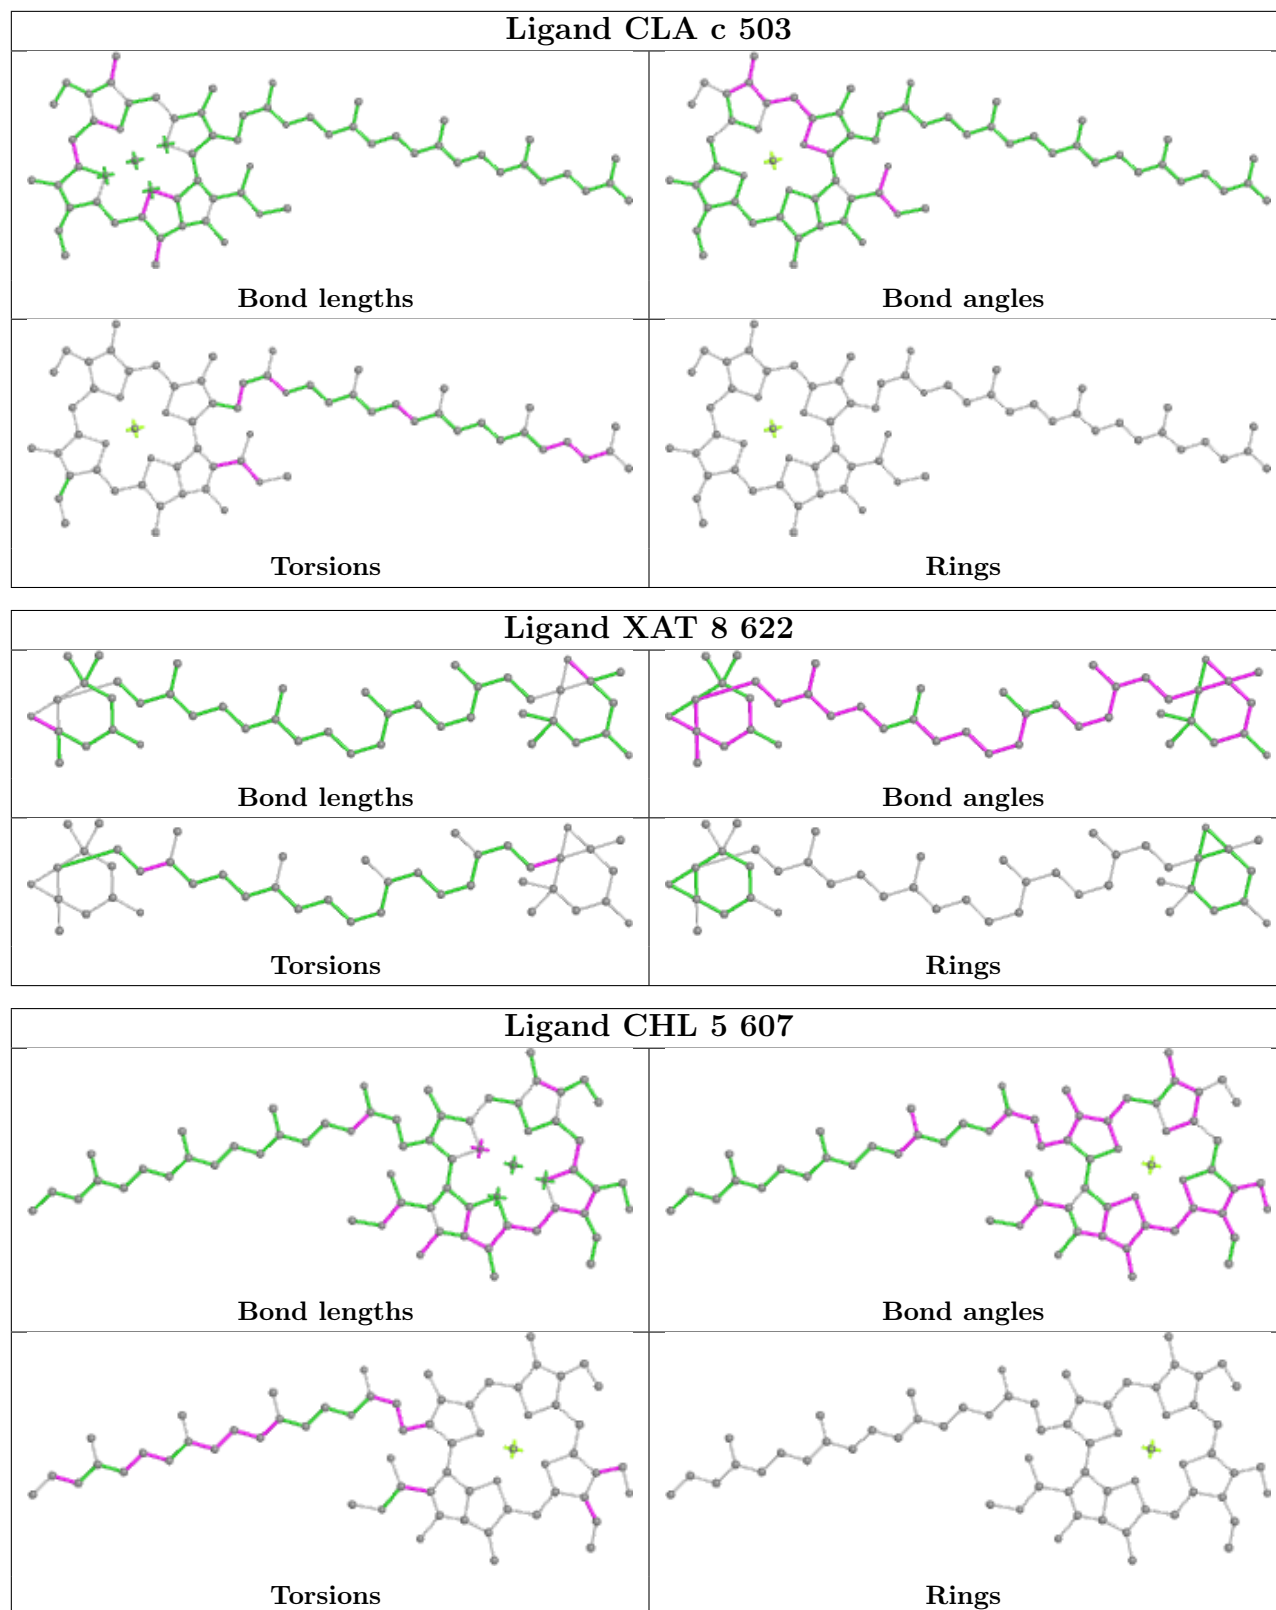 Ligand CLA c 503
Bond lengths
Bond angles
Torsions
Rings
Ligand XAT 8 622
Bond lengths
Bond angles
Torsions
Rings
Ligand CHL 5 607
Bond lengths
Bond angles
Torsions
Rings